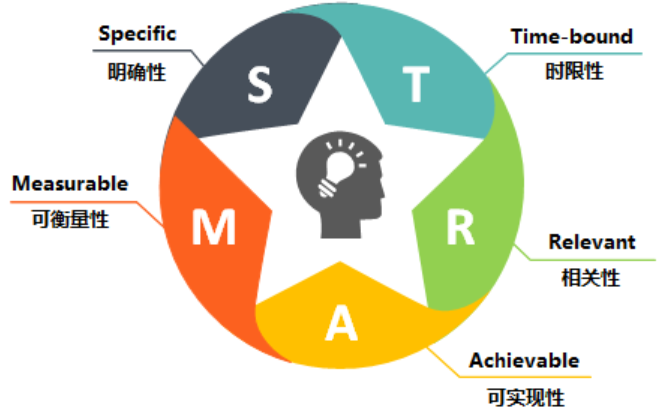 Specific
明确性
S
Time-bound
时限性
T
Measurable
可衡量性
M
Relevant
相关性
R
Achievable
可实现性
A